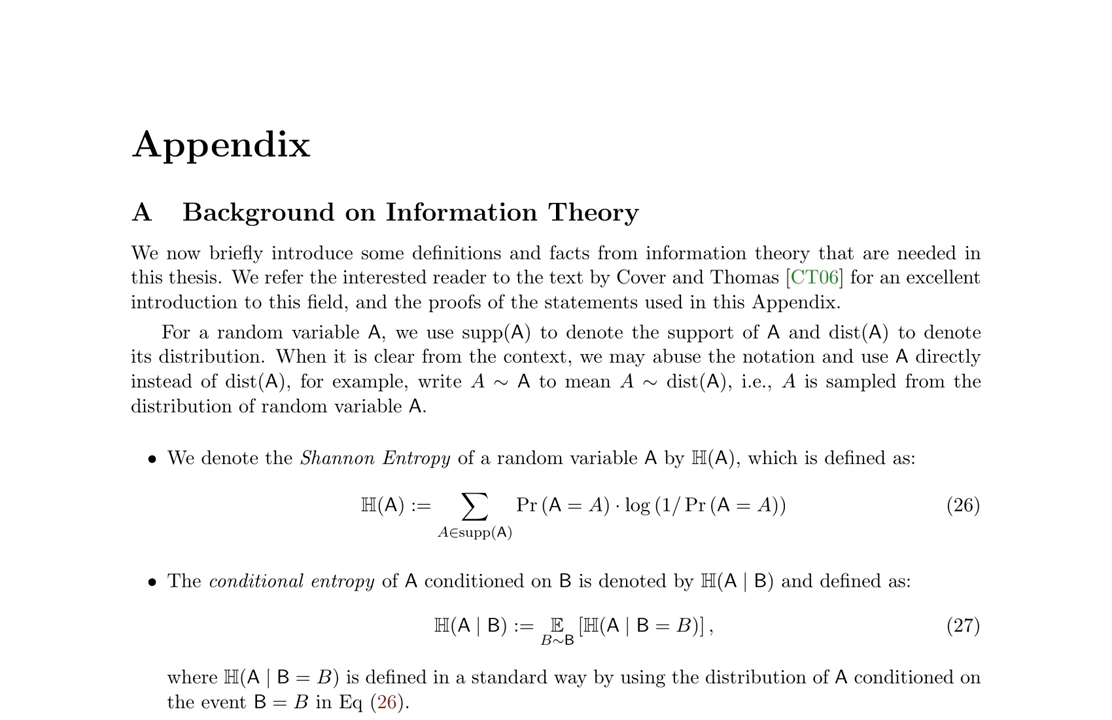 Appendix
A Background on Information Theory
We now briefly introduce some definitions and facts from information theory that are needed in
this thesis. We refer the interested reader to the text by Cover and Thomas [CT06] for an excellent
introduction to this field, and the proofs of the statements used in this Appendix.
For a random variable A, we use supp(A) to denote the support of A and dist(A) to denote
its distribution. When it is clear from the context, we may abuse the notation and use A directly
instead of dist(A), for example, write A ∼ A to mean A ∼ dist(A), i.e., A is sampled from the
distribution of random variable A.
• We denote the Shannon Entropy of a random variable A by ℍ(A), which is defined as:
ℍ(A) := ∑ Pr (A = A) · log (1/ Pr (A = A)) (26)
A∈supp(A)
• The conditional entropy of A conditioned on B is denoted by ℍ(A | B) and defined as:
ℍ(A | B) := 𝔼 [ℍ(A | B = B)] , (27)
B∼B
where ℍ(A | B = B) is defined in a standard way by using the distribution of A conditioned on
the event B = B in Eq (26).